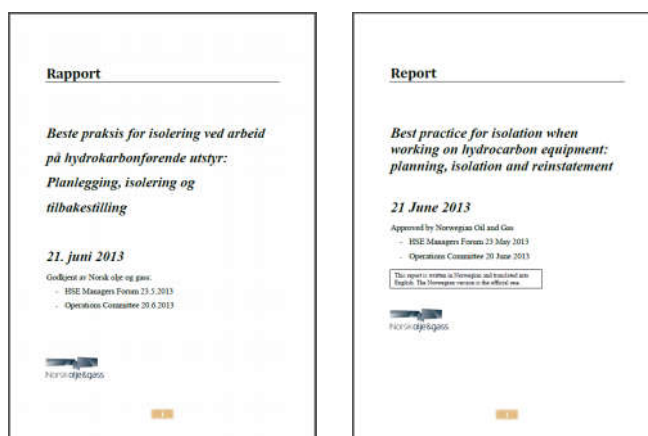 Rapport
Beste praksis for isolering ved arbeid
på hydrokarbonførende utstyr:
Planlegging, isolering og
tilbakestilling
21. juni 2013
Godkjent av Norsk olje og gass:
- HSE Managers Forum 23.5.2013
- Operations Committee 20.6.2013
Norsk olje&gass
1
Report
Best practice for isolation when
working on hydrocarbon equipment:
planning, isolation and reinstatement
21 June 2013
Approved by Norwegian Oil and Gas
- HSE Managers Forum 23 May 2013
- Operations Committee 20 June 2013
This report is written in Norwegian and translated into
English. The Norwegian version is the official one.
Norsk olje&gass
1